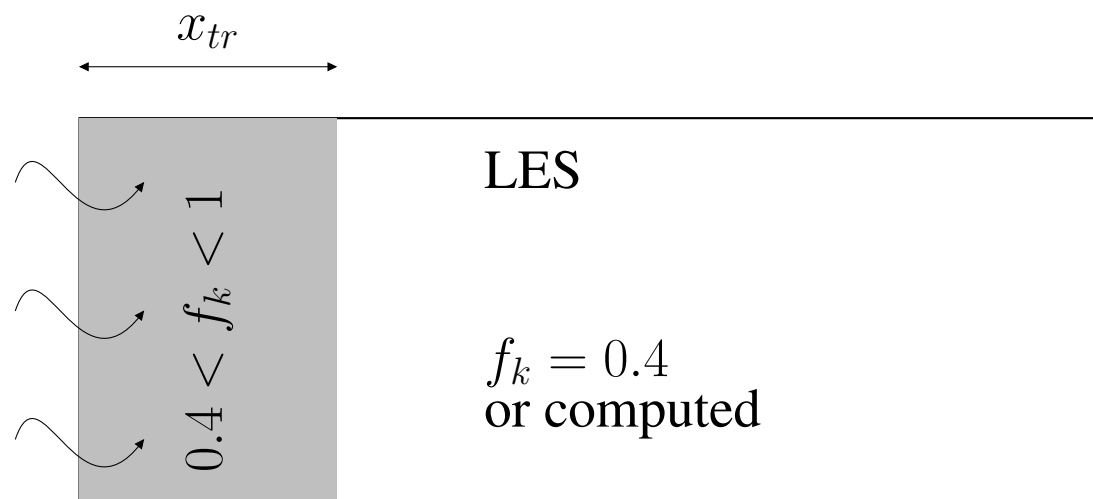 x_{tr}
LES
0.4 < f_k < 1
f_k = 0.4
or computed